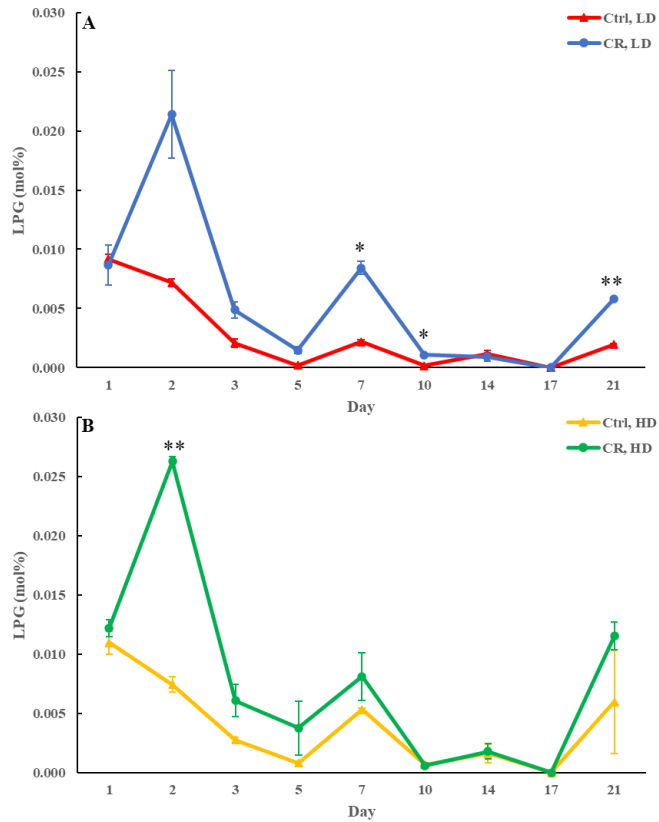 A
Ctrl, LD
CR, LD
LPG (mol%)
0.030
0.025
0.020
0.015
0.010
0.005
0.000
*
*
**
1 2 3 5 7 10 14 17 21
Day
B
Ctrl, HD
CR, HD
LPG (mol%)
0.030
0.025
0.020
0.015
0.010
0.005
0.000
**
1 2 3 5 7 10 14 17 21
Day